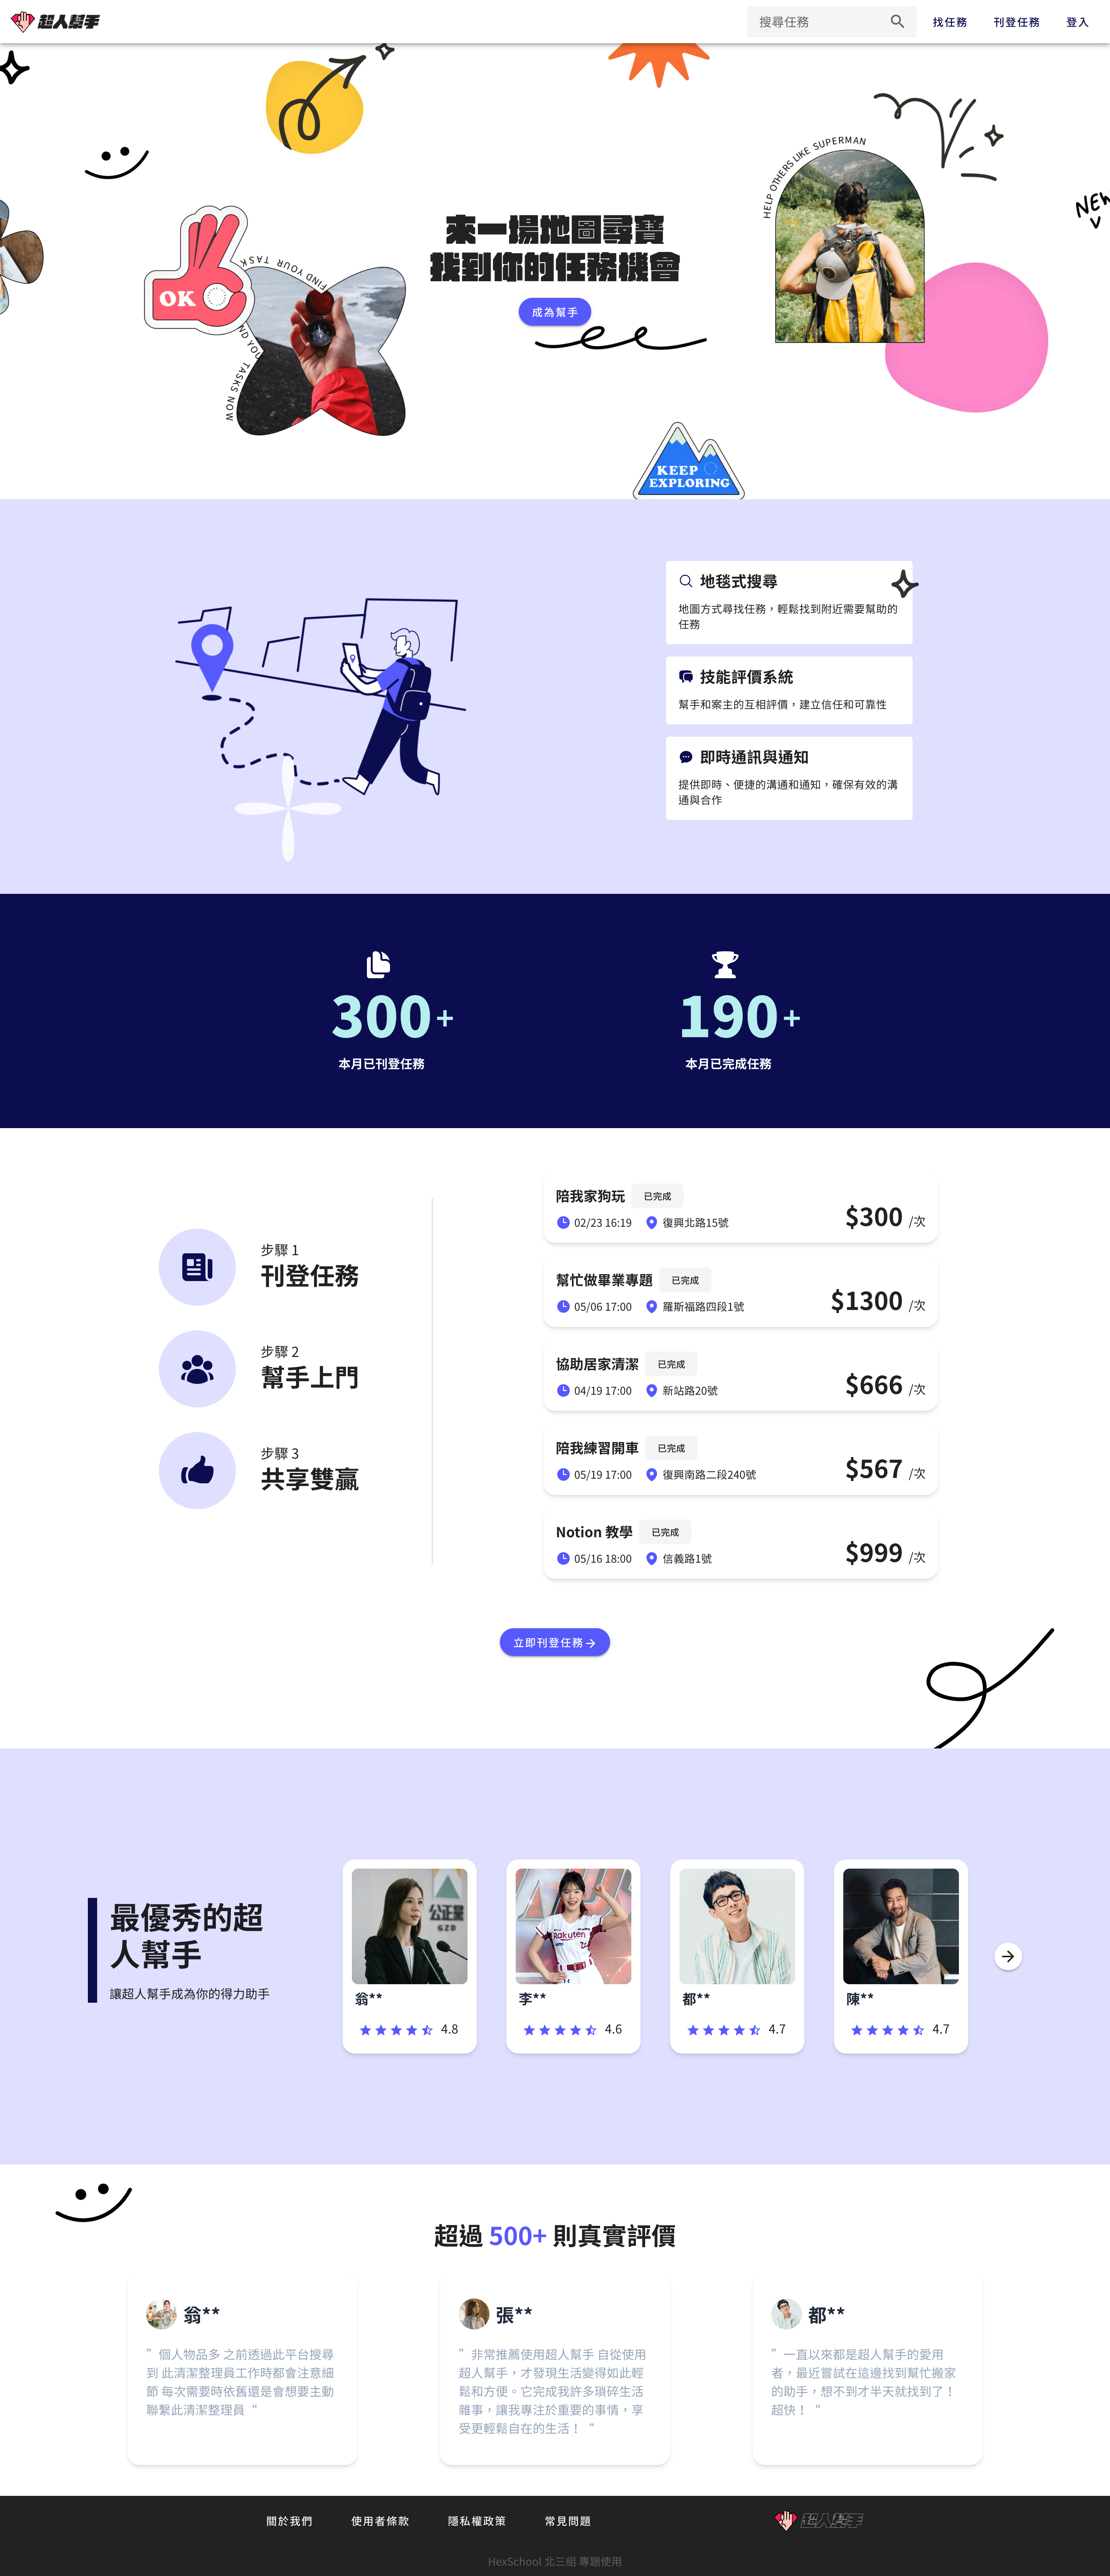 超人幫手
搜尋任務
找任務
刊登任務
登入
NEW
HELP OTHERS LIKE SUPERMAN
OK
FIND YOUR TASK
來一場地圖尋寶
找到你的任務機會
成為幫手
TASKS NOW
KEEP
EXPLORING
地毯式搜尋
地圖方式尋找任務，輕鬆找到附近需要幫助的
任務
技能評價系統
幫手和案主的互相評價，建立信任和可靠性
即時通訊與通知
提供即時、便捷的溝通和通知，確保有效的溝
通與合作
300+
本月已刊登任務
190+
本月已完成任務
步驟 1
刊登任務
步驟 2
幫手上門
步驟 3
共享雙贏
陪我家狗玩 已完成
02/23 16:19 復興北路15號
$300 /次
幫忙做畢業專題 已完成
05/06 17:00 羅斯福路四段1號
$1300 /次
協助居家清潔 已完成
04/19 17:00 新站路20號
$666 /次
陪我練習開車 已完成
05/19 17:00 復興南路二段240號
$567 /次
Notion 教學 已完成
05/16 18:00 信義路1號
$999 /次
立即刊登任務
最優秀的超
人幫手
讓超人幫手成為你的得力助手
公正黨
GZD
翁**
4.8
Rakuten
李**
4.6
都**
4.7
陳**
4.7
超過 500+ 則真實評價
翁**
”個人物品多 之前透過此平台搜尋
到 此清潔整理員工作時都會注意細
節 每次需要時依舊還是會想要主動
聯繫此清潔整理員“
張**
”非常推薦使用超人幫手 自從使用
超人幫手，才發現生活變得如此輕
鬆和方便。它完成我許多瑣碎生活
雜事，讓我專注於重要的事情，享
受更輕鬆自在的生活！“
都**
”一直以來都是超人幫手的愛用
者，最近嘗試在這邊找到幫忙搬家
的助手，想不到才半天就找到了！
超快！“
關於我們
使用者條款
隱私權政策
常見問題
超人幫手
HexSchool 北三組 專題使用